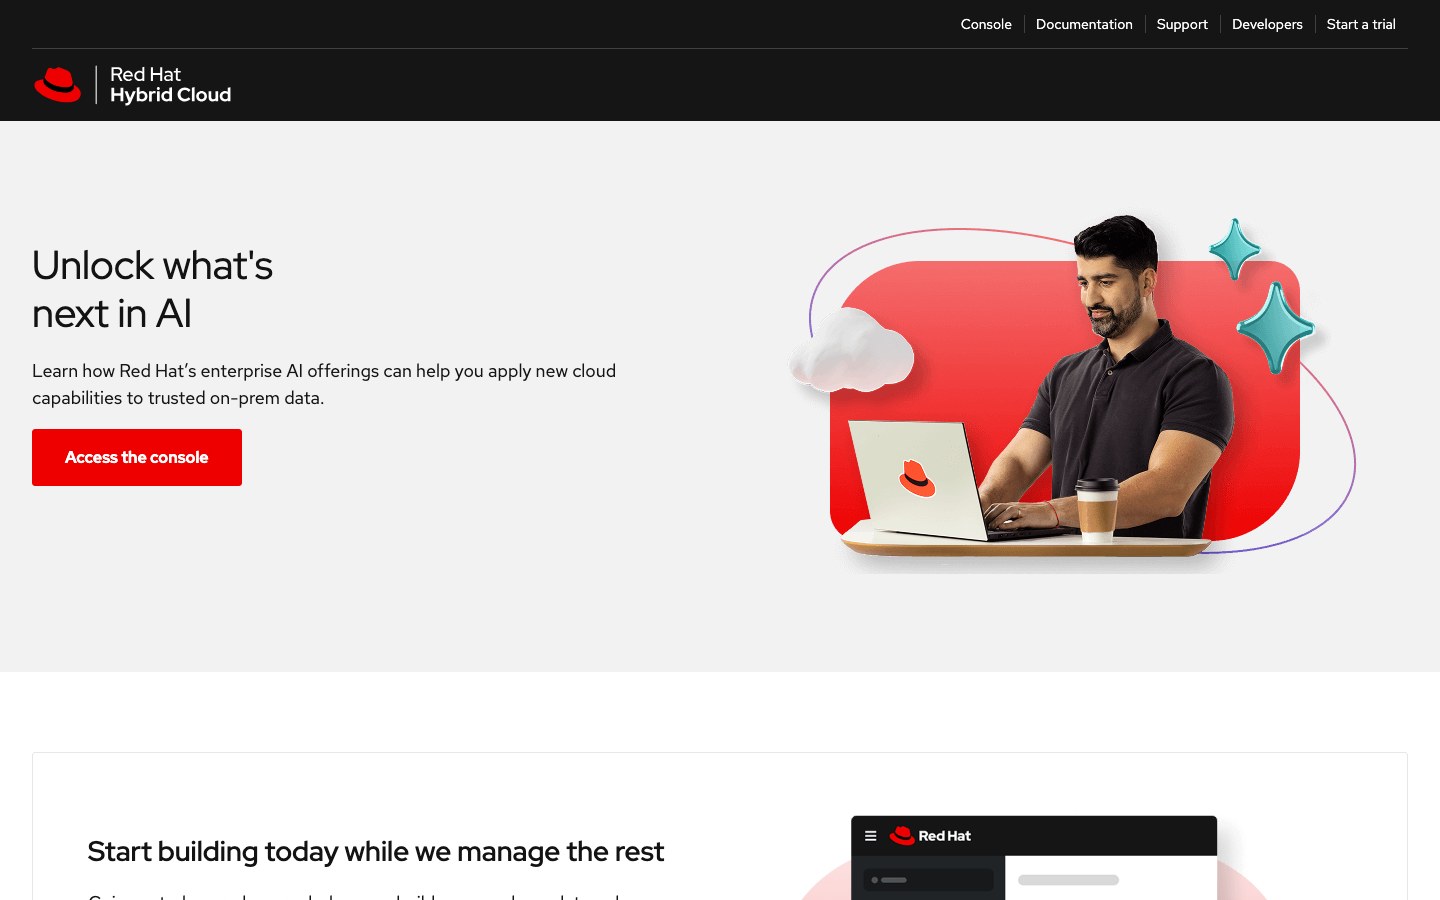 Console
Documentation
Support
Developers
Start a trial
Red Hat
Hybrid Cloud
Unlock what's
next in AI
Learn how Red Hat’s enterprise AI offerings can help you apply new cloud
capabilities to trusted on-prem data.
Access the console
Start building today while we manage the rest
Red Hat